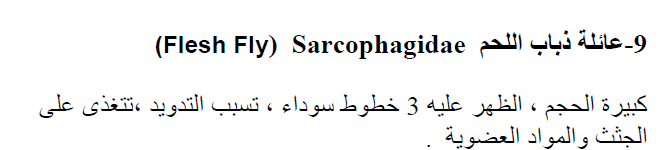 9-عائلة ذباب اللحم Sarcophagidae (Flesh Fly)
كبيرة الحجم ، الظهر عليه 3 خطوط سوداء ، تسبب التدويد ،تتغذى على
الجثث والمواد العضوية .